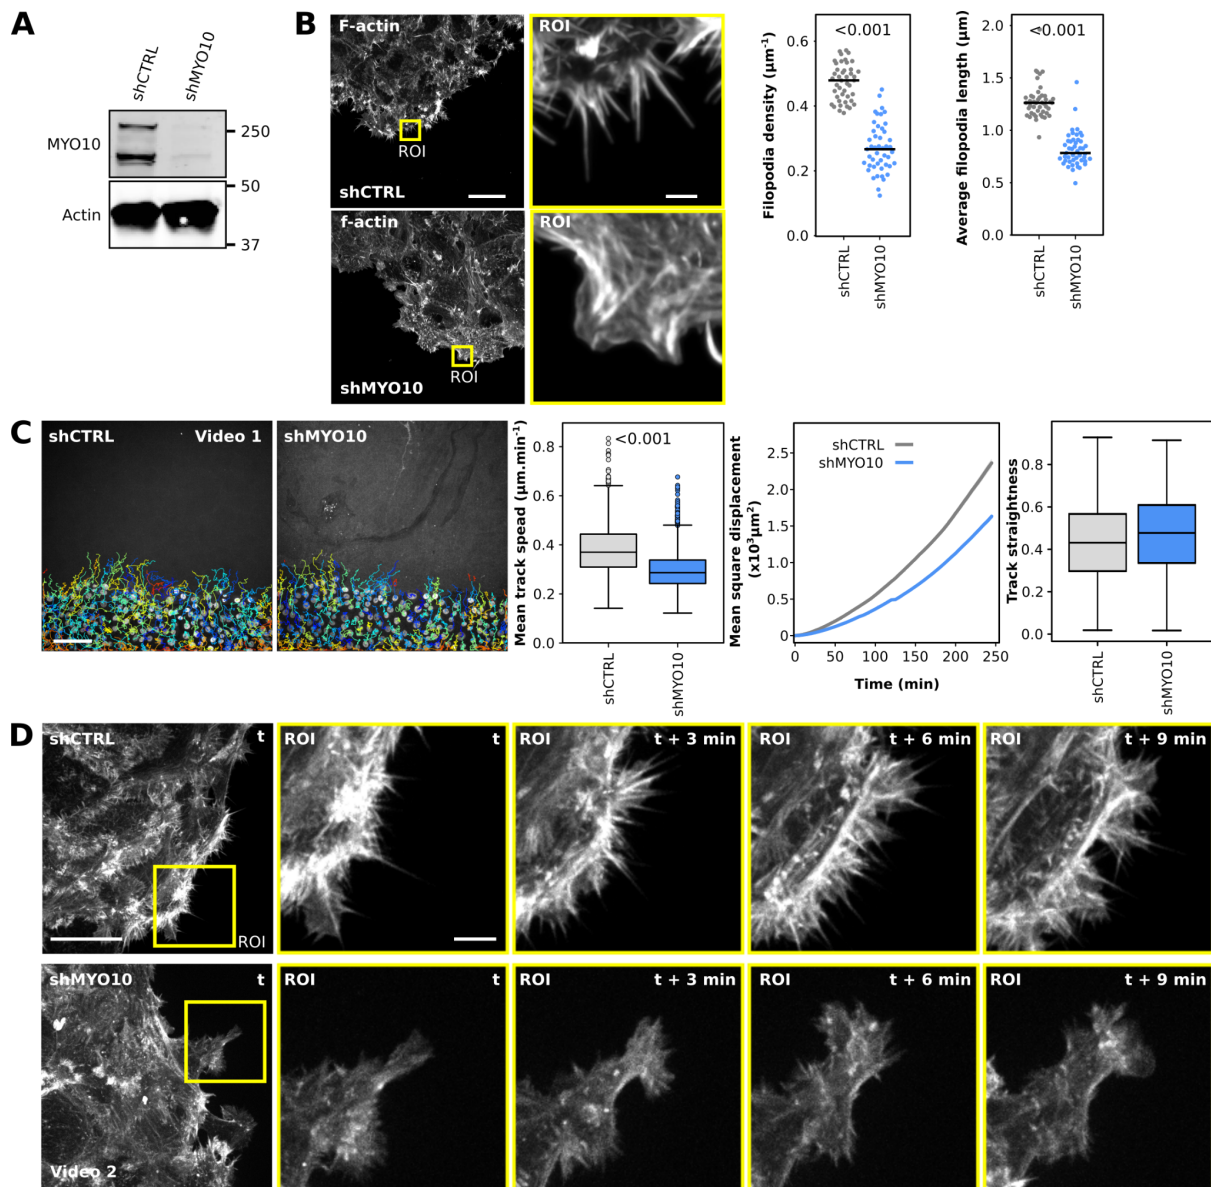 A
shCTRL
shMYO10
MYO10
250
50
Actin
37
B
F-actin
ROI
ROI
shCTRL
f-actin
ROI
ROI
shMYO10
Filopodia density (µm⁻¹)
0.6
0.4
0.2
0.0
<0.001
shCTRL
shMYO10
Average filopodia length (µm)
2.0
1.5
1.0
0.5
0.0
<0.001
shCTRL
shMYO10
C
shCTRL
Video 1
shMYO10
Mean track spead (µm.min⁻¹)
0.8
0.6
0.4
0.2
0.0
<0.001
shCTRL
shMYO10
Mean square displacement
(x10³µm²)
2.5
2.0
1.5
1.0
0.5
0
shCTRL
shMYO10
0
50
100
150
200
250
Time (min)
Track straightness
0.8
0.6
0.4
0.2
0.0
shCTRL
shMYO10
D
shCTRL
t
ROI
ROI
t
ROI
t + 3 min
ROI
t + 6 min
ROI
t + 9 min
shMYO10
t
Video 2
ROI
t
ROI
t + 3 min
ROI
t + 6 min
ROI
t + 9 min